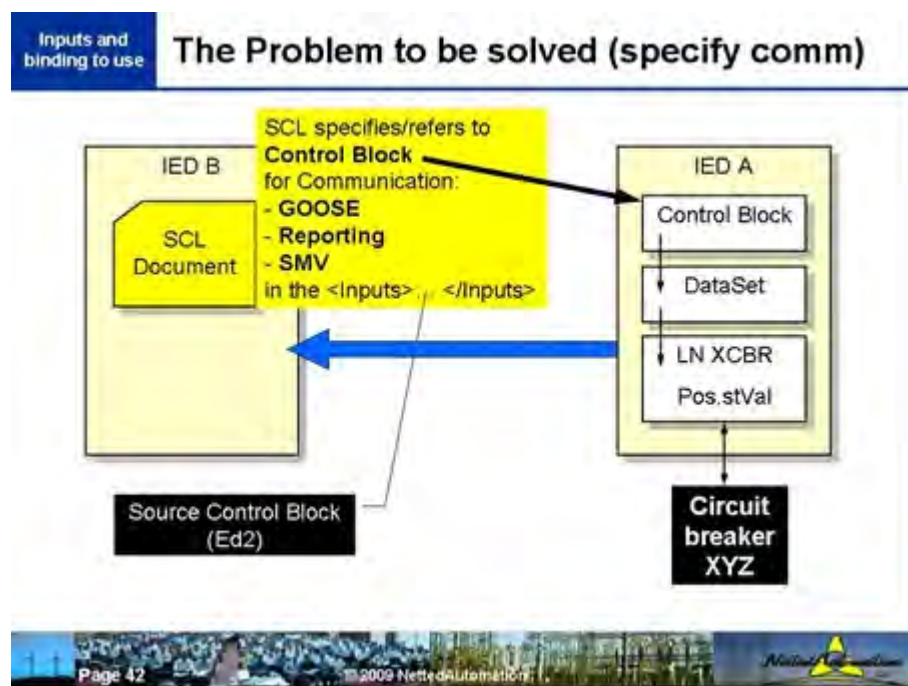 Inputs and
binding to use
The Problem to be solved (specify comm)
SCL specifies/refers to
Control Block
for Communication:
- GOOSE
- Reporting
- SMV
in the <Inputs> ... </Inputs>
IED B
SCL
Document
IED A
Control Block
DataSet
LN XCBR
Pos.stVal
Source Control Block
(Ed2)
Circuit
breaker
XYZ
Page 42
© 2009 NettedAutomation
NettedAutomation